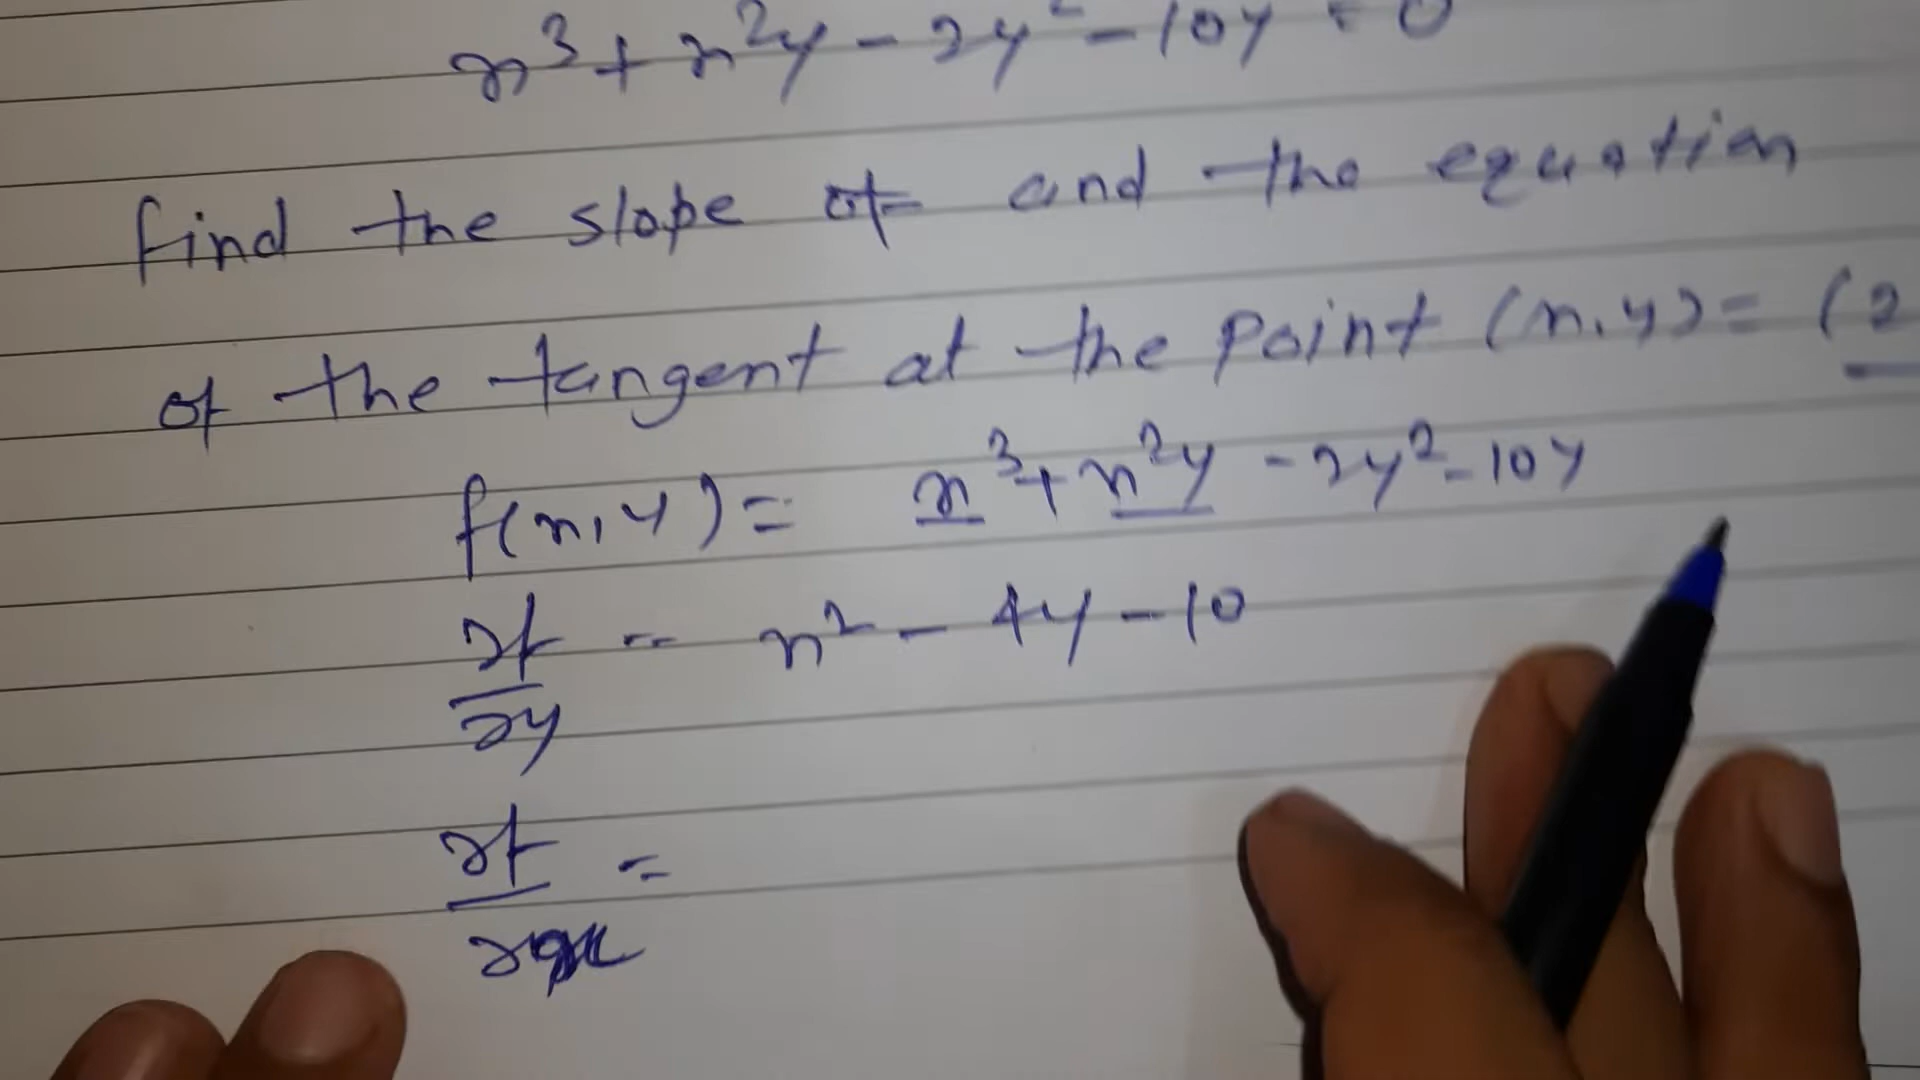 x³ + x²y - 2y² - 10y = 0
find the slope of and the equation
of the tangent at the point (x, y) = (2
f(x, y) = x³ + x²y - 2y² - 10y
∂f/∂y = x² - 4y - 10
∂f/∂x =